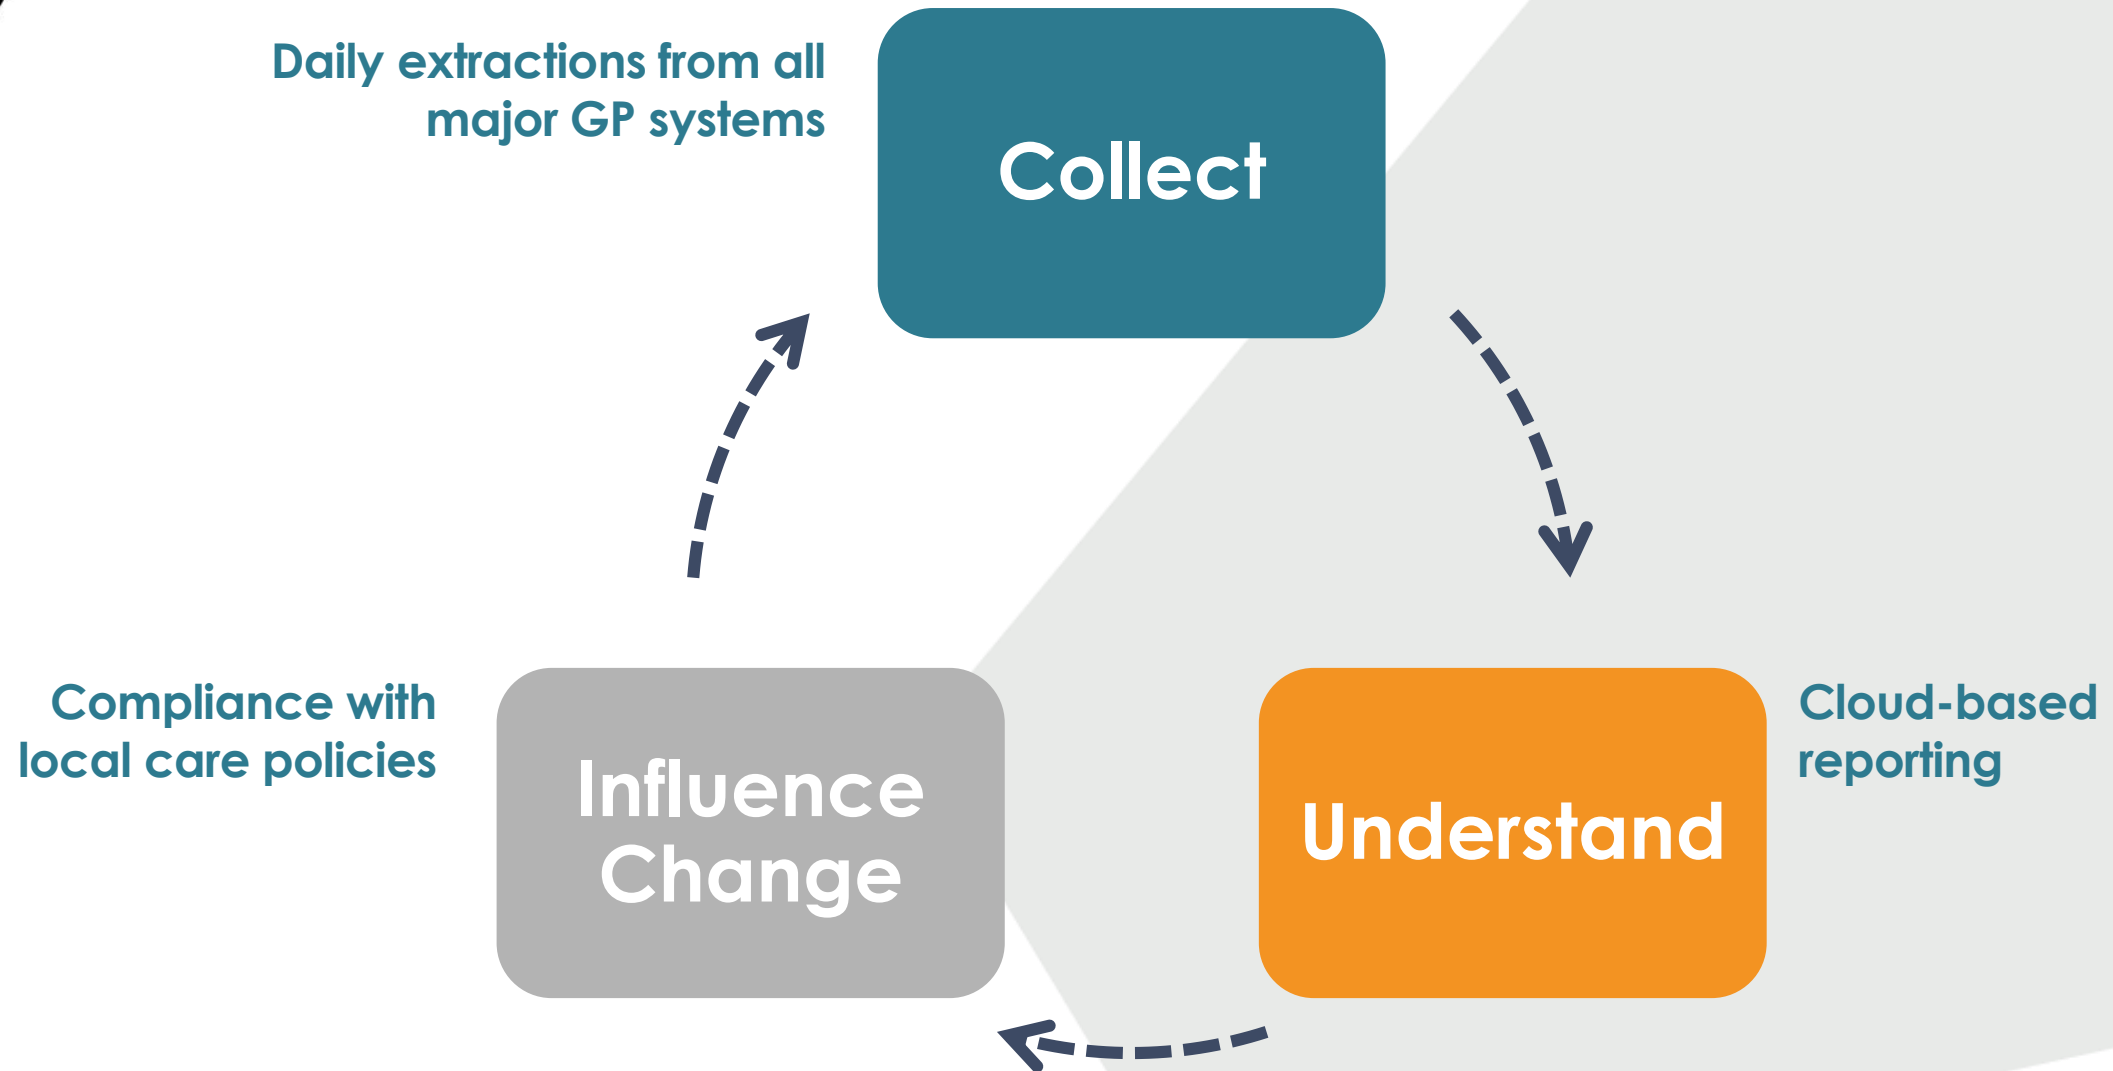 Daily extractions from all
major GP systems
Collect
Compliance with
local care policies
Influence
Change
Understand
Cloud-based
reporting